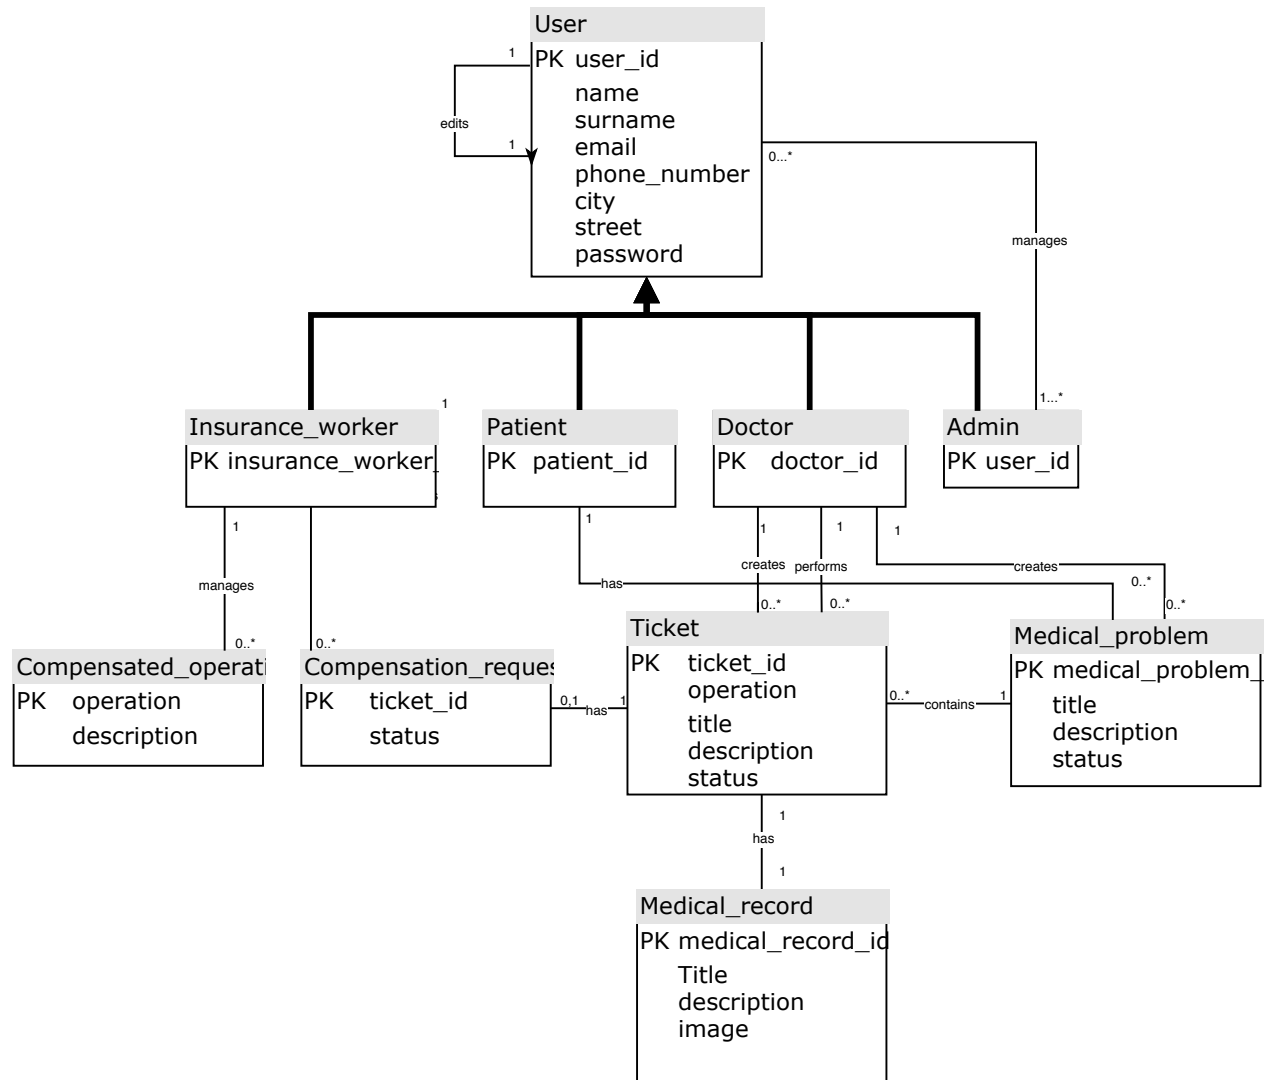 User
PK user_id
name
surname
email
phone_number
city
street
password
1
edits
1
0...*
manages
1...*
Insurance_worker
PK insurance_worker_
1
Patient
PK patient_id
Doctor
PK doctor_id
Admin
PK user_id
1
manages
0..*
0..*
1
has
0..*
1
creates
0..*
1
performs
0..*
1
creates
0..*
Compensated_operati
PK operation
description
Compensation_reques
PK ticket_id
status
0,1
has
1
Ticket
PK ticket_id
operation
title
description
status
0..*
contains
1
Medical_problem
PK medical_problem_
title
description
status
1
has
1
Medical_record
PK medical_record_id
Title
description
image